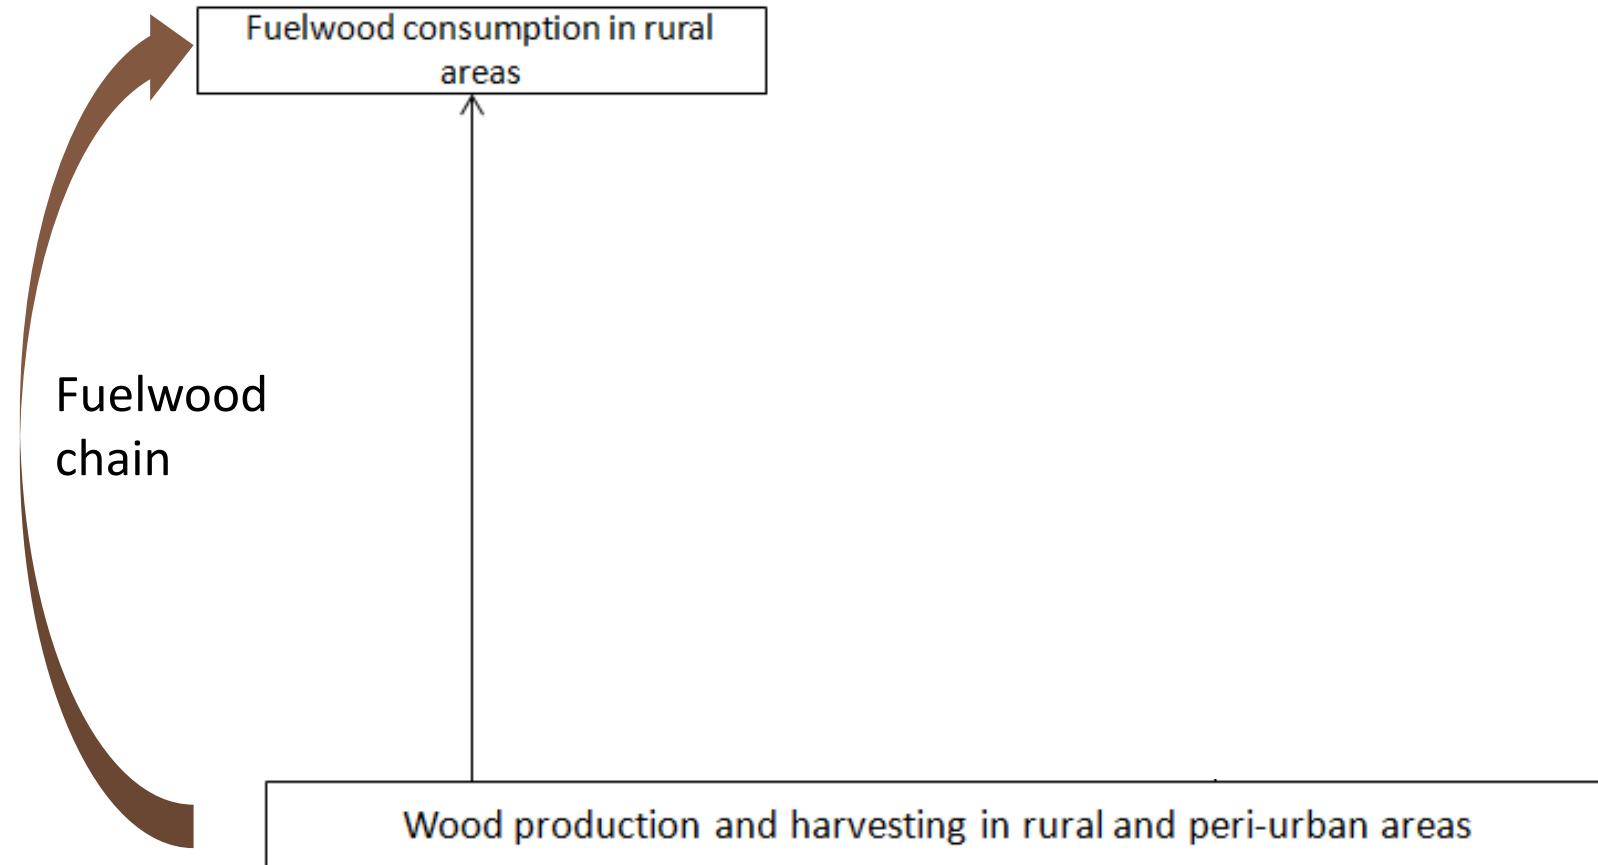 Fuelwood consumption in rural
areas
Fuelwood
chain
Wood production and harvesting in rural and peri-urban areas